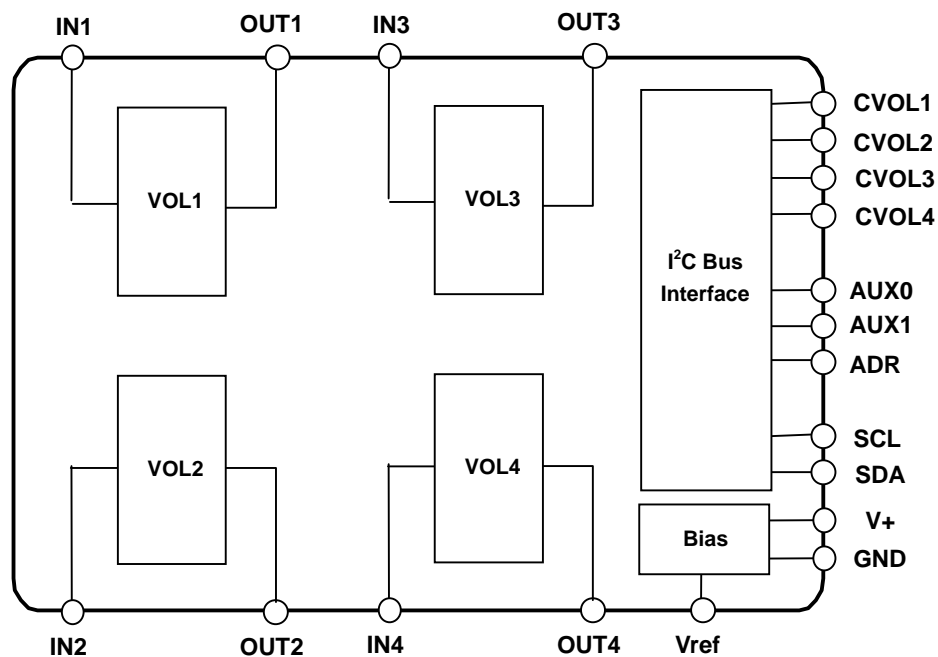 IN1 OUT1 IN3 OUT3
CVOL1
CVOL2
CVOL3
CVOL4
VOL1 VOL3
I²C Bus
Interface
AUX0
AUX1
ADR
VOL2 VOL4
SCL
SDA
V+
Bias
GND
IN2 OUT2 IN4 OUT4 Vref